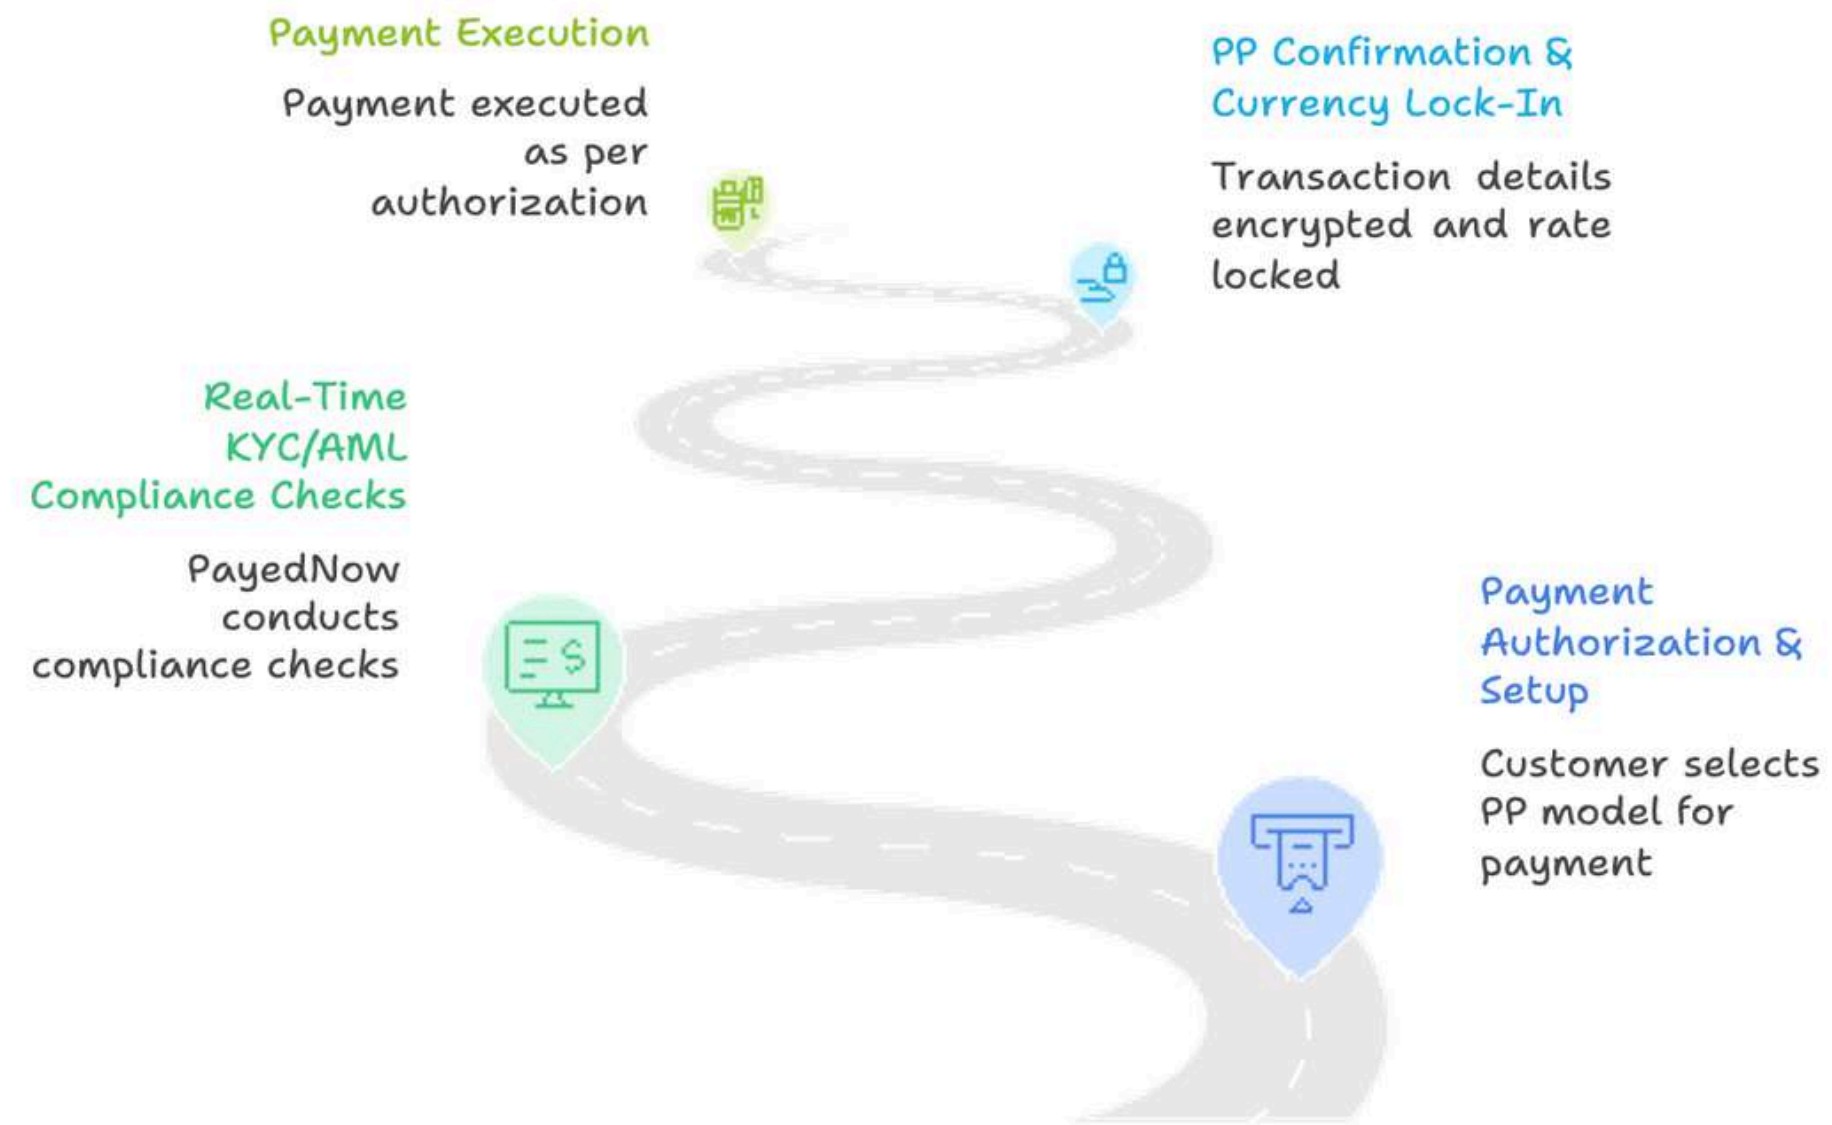 Payment Execution
Payment executed
as per
authorization
PP Confirmation &
Currency Lock-In
Transaction details
encrypted and rate
locked
Real-Time
KYC/AML
Compliance Checks
PayedNow
conducts
compliance checks
$
Payment
Authorization &
Setup
Customer selects
PP model for
payment